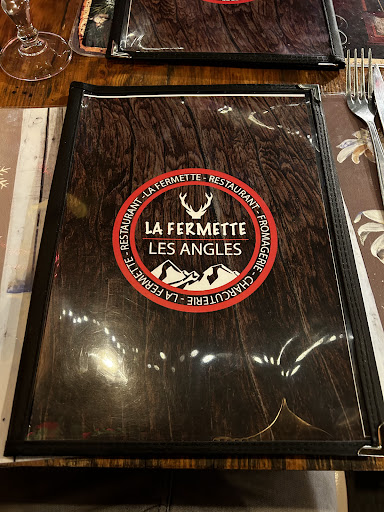 RESTAURANT - LA FERMETTE - RESTAURANT - FROMAGERIE - CHARCUTERIE - LA FERMETTE -
LA FERMETTE
LES ANGLES